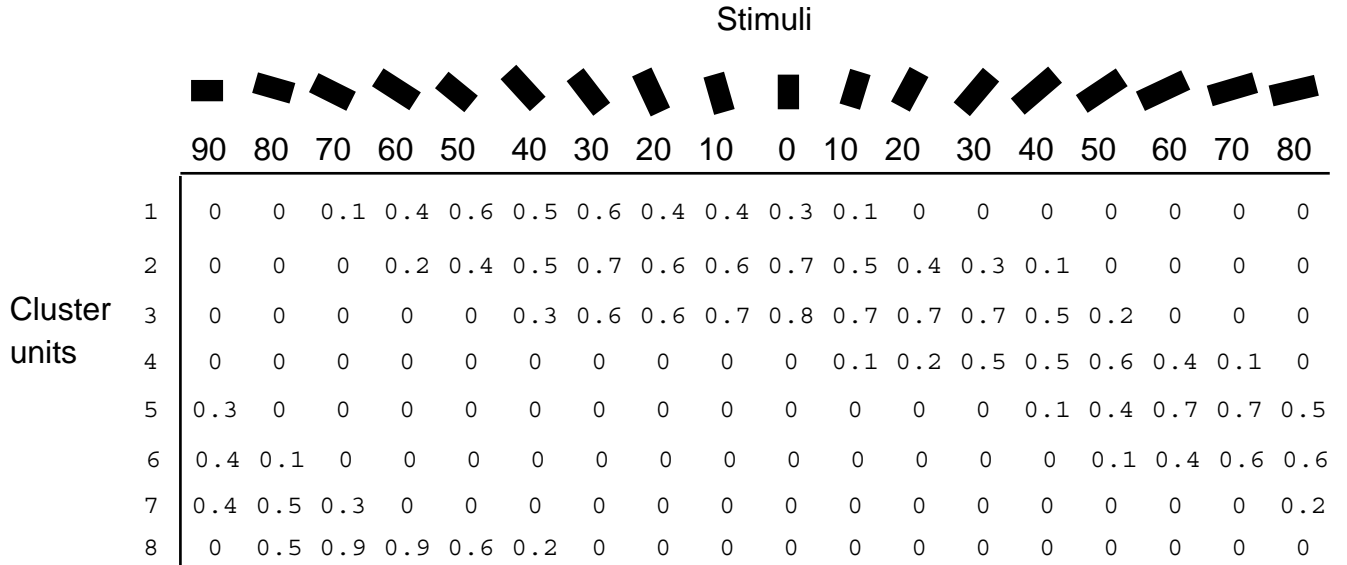 Stimuli
90 80 70 60 50 40 30 20 10 0 10 20 30 40 50 60 70 80
1 0 0 0.1 0.4 0.6 0.5 0.6 0.4 0.4 0.3 0.1 0 0 0 0 0 0 0
2 0 0 0 0.2 0.4 0.5 0.7 0.6 0.6 0.7 0.5 0.4 0.3 0.1 0 0 0 0
Cluster
units
3 0 0 0 0 0 0.3 0.6 0.6 0.7 0.8 0.7 0.7 0.7 0.5 0.2 0 0 0
4 0 0 0 0 0 0 0 0 0 0 0.1 0.2 0.5 0.5 0.6 0.4 0.1 0
5 0.3 0 0 0 0 0 0 0 0 0 0 0 0 0.1 0.4 0.7 0.7 0.5
6 0.4 0.1 0 0 0 0 0 0 0 0 0 0 0 0 0.1 0.4 0.6 0.6
7 0.4 0.5 0.3 0 0 0 0 0 0 0 0 0 0 0 0 0 0 0.2
8 0 0.5 0.9 0.9 0.6 0.2 0 0 0 0 0 0 0 0 0 0 0 0